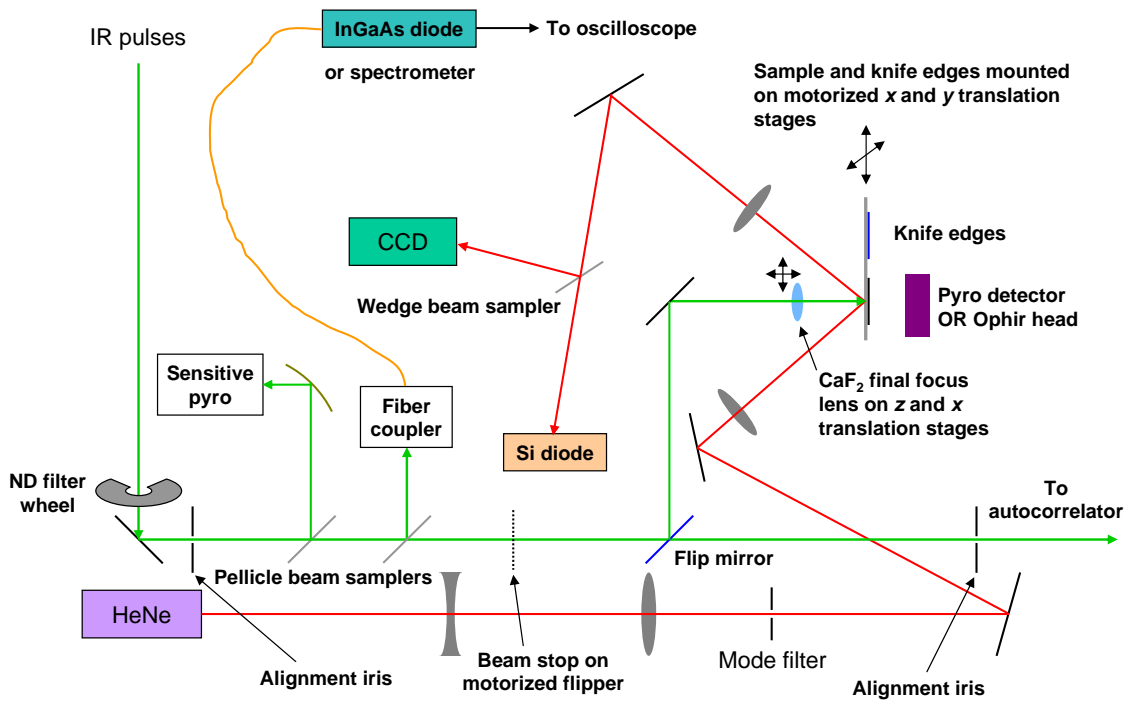 InGaAs diode
To oscilloscope
IR pulses
or spectrometer
Sample and knife edges mounted
on motorized x and y translation
stages
Knife edges
CCD
Wedge beam sampler
Pyro detector
OR Ophir head
Sensitive
pyro
Fiber
coupler
CaF2 final focus
lens on z and x
translation stages
Si diode
ND filter
wheel
To
autocorrelator
Flip mirror
Pellicle beam samplers
HeNe
Mode filter
Alignment iris
Beam stop on
motorized flipper
Alignment iris